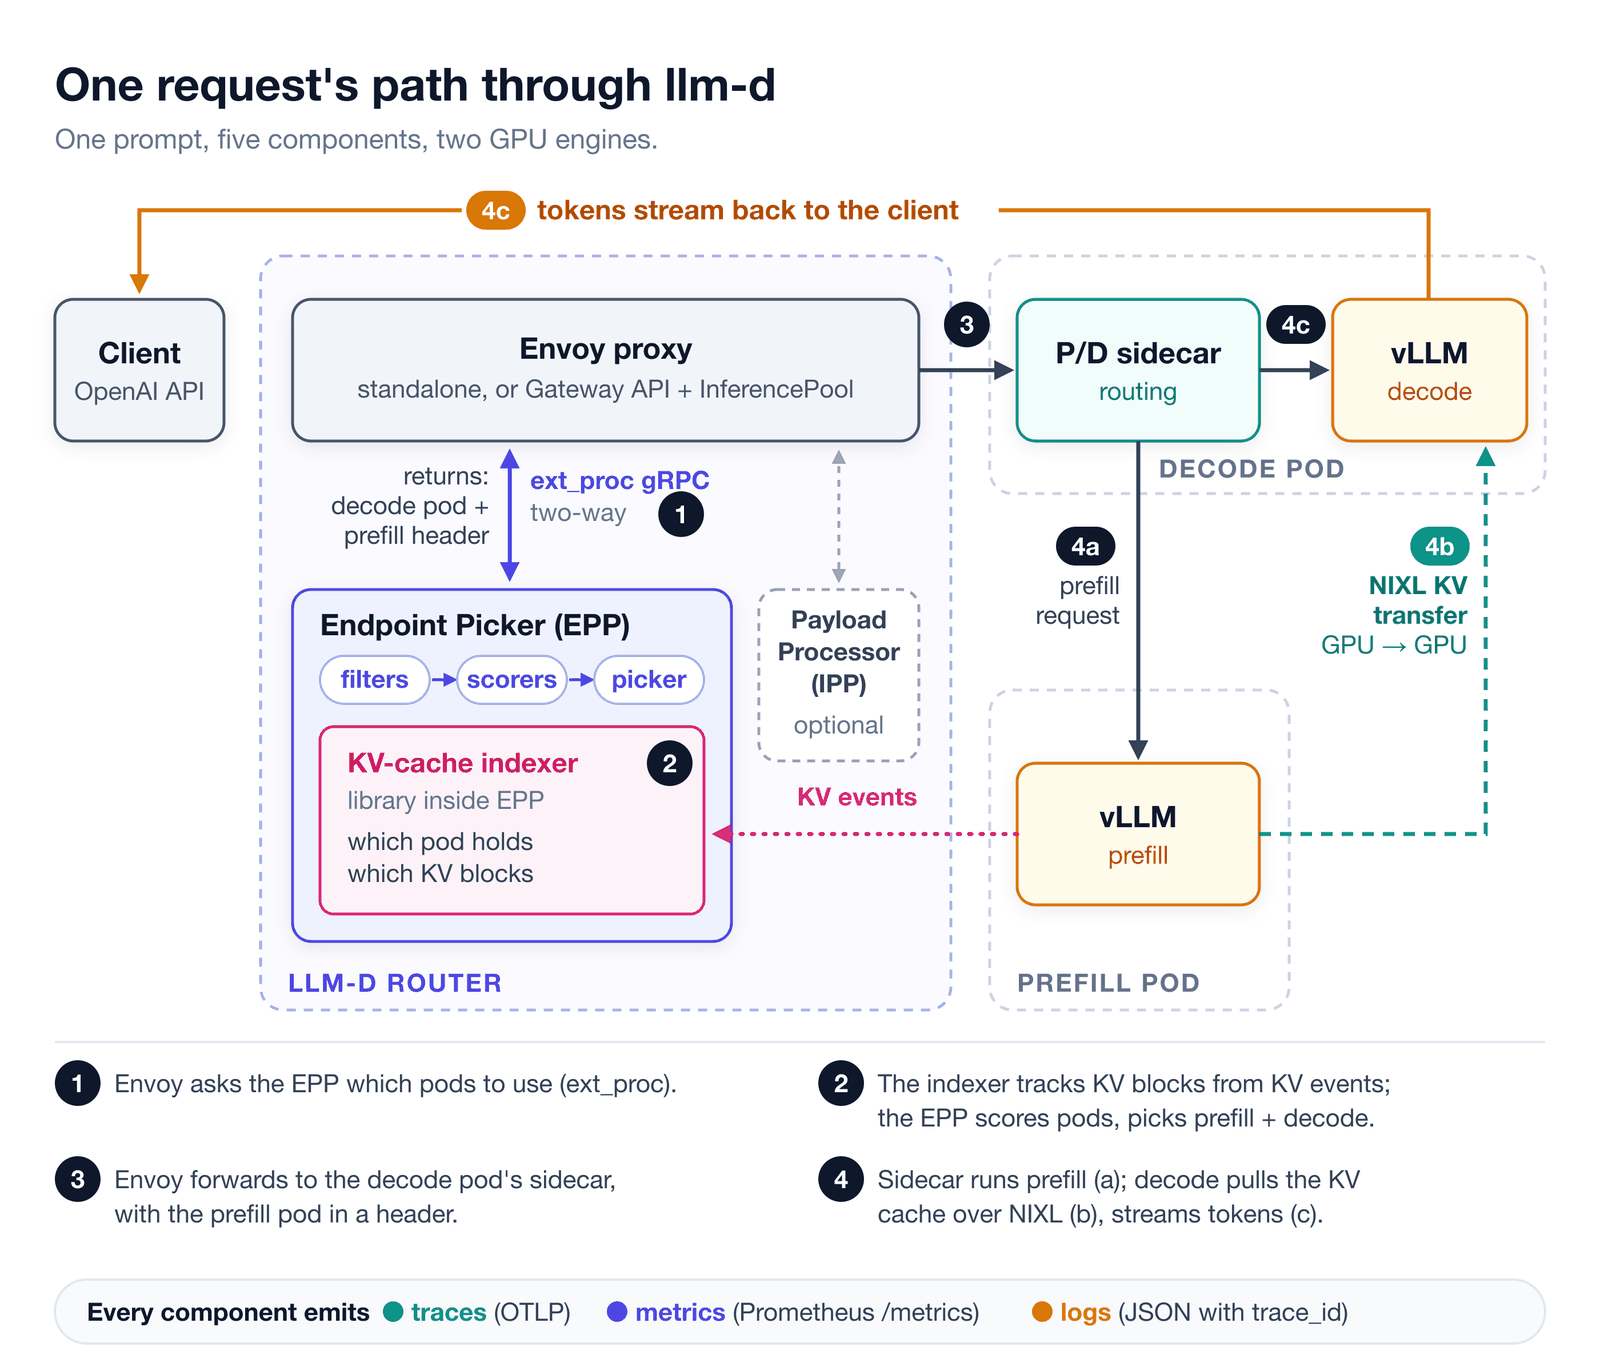 One request's path through llm-d
One prompt, five components, two GPU engines.
4c tokens stream back to the client
Client
OpenAI API
Envoy proxy
standalone, or Gateway API + InferencePool
3
P/D sidecar
routing
4c
vLLM
decode
DECODE POD
returns:
decode pod +
prefill header
ext_proc gRPC
two-way
1
Endpoint Picker (EPP)
filters
scorers
picker
KV-cache indexer
2
library inside EPP
which pod holds
which KV blocks
Payload
Processor
(IPP)
optional
KV events
LLM-D ROUTER
4a
prefill
request
4b
NIXL KV
transfer
GPU → GPU
vLLM
prefill
PREFILL POD
1 Envoy asks the EPP which pods to use (ext_proc).
2 The indexer tracks KV blocks from KV events;
the EPP scores pods, picks prefill + decode.
3 Envoy forwards to the decode pod's sidecar,
with the prefill pod in a header.
4 Sidecar runs prefill (a); decode pulls the KV
cache over NIXL (b), streams tokens (c).
Every component emits traces (OTLP) metrics (Prometheus /metrics) logs (JSON with trace_id)